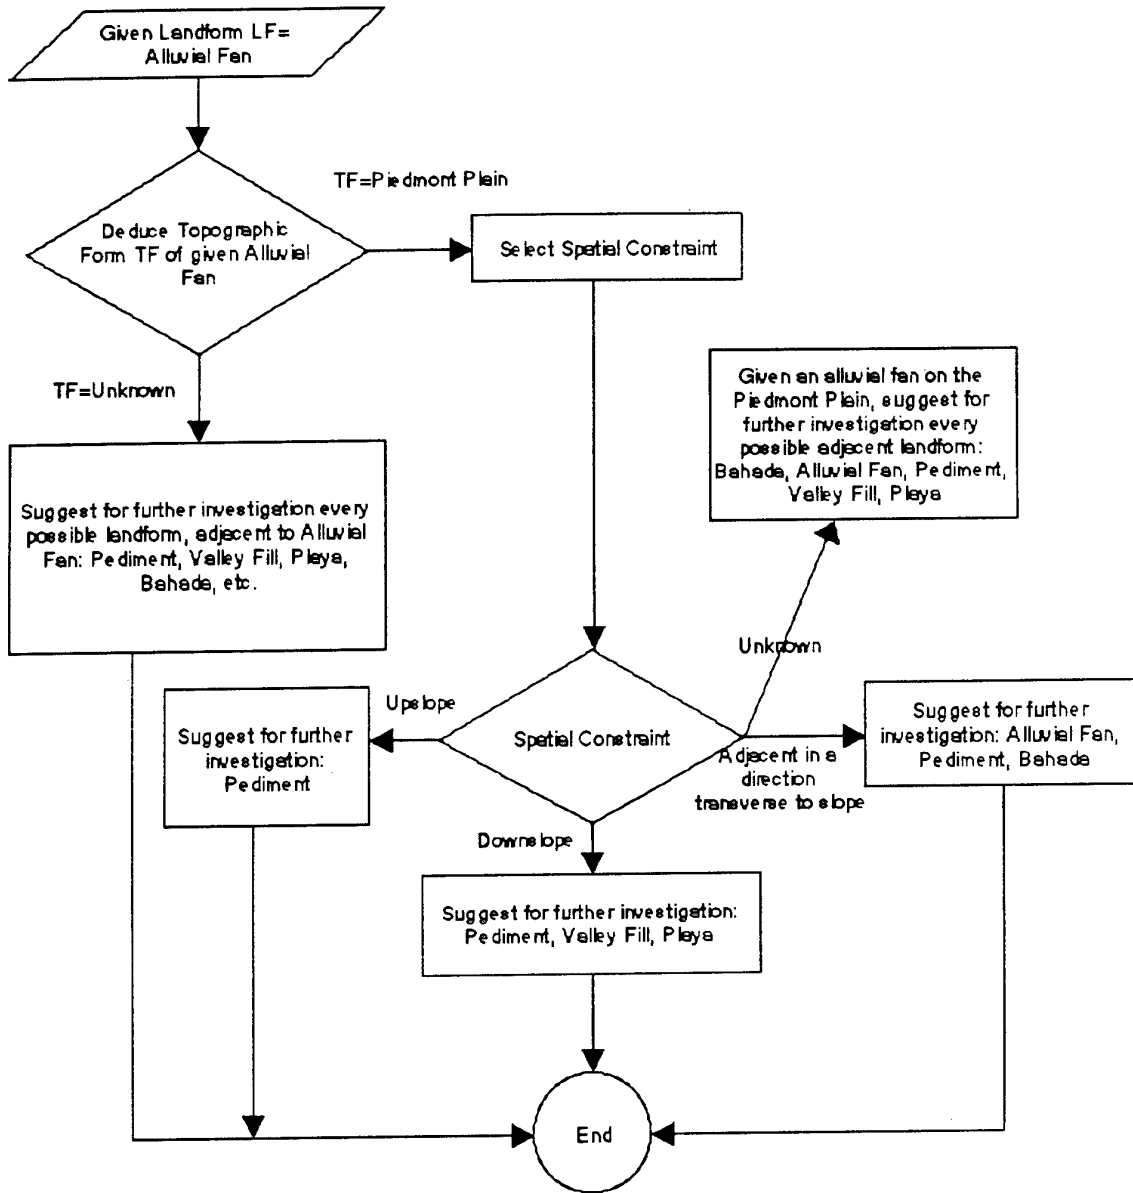 Given Landform LF=
Alluvial Fan
TF=Piedmont Plain
Deduce Topographic
Form TF of given Alluvial
Fan
Select Spatial Constraint
TF=Unknown
Given an alluvial fan on the
Piedmont Plain, suggest for
further investigation every
possible adjacent landform:
Bahada, Alluvial Fan, Pediment,
Valley Fill, Playa
Suggest for further investigation every
possible landform, adjacent to Alluvial
Fan: Pediment, Valley Fill, Playa,
Bahada, etc.
Unknown
Upslope
Suggest for further
investigation:
Pediment
Spatial Constraint
Adjacent in a
direction
transverse to slope
Suggest for further
investigation: Alluvial Fan,
Pediment, Bahada
Downslope
Suggest for further investigation:
Pediment, Valley Fill, Playa
End